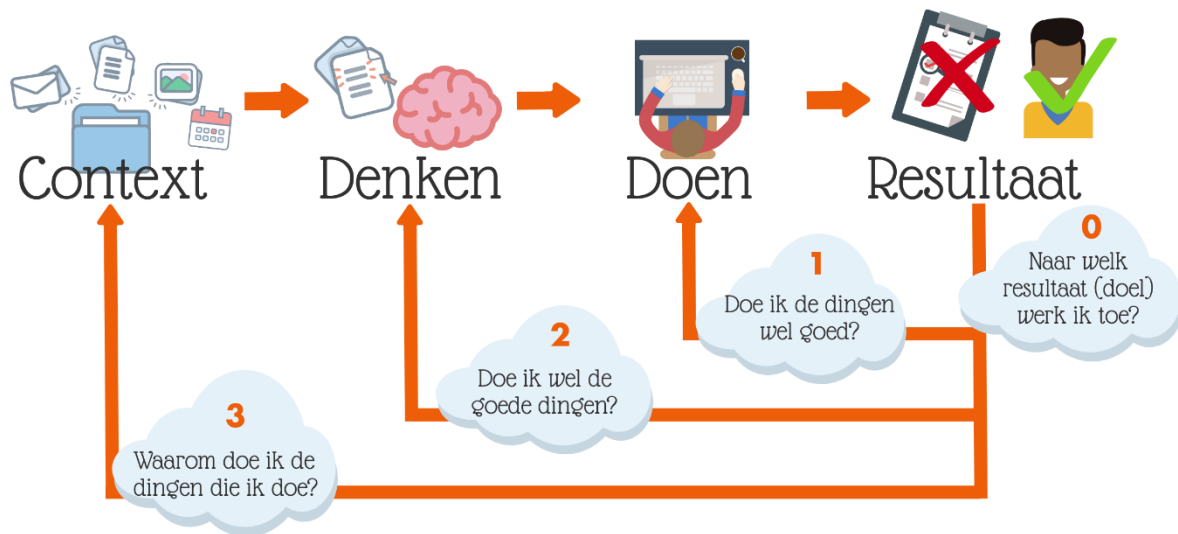 Context
Denken
Doen
Resultaat
0
Naar welk
resultaat (doel)
werk ik toe?
1
Doe ik de dingen
wel goed?
2
Doe ik wel de
goede dingen?
3
Waarom doe ik de
dingen die ik doe?